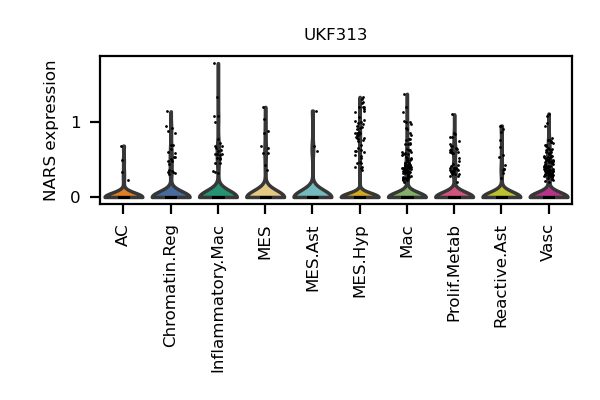 UKF313
NARS expression
1
0
AC
Chromatin.Reg
Inflammatory.Mac
MES
MES.Ast
MES.Hyp
Mac
Prolif.Metab
Reactive.Ast
Vasc